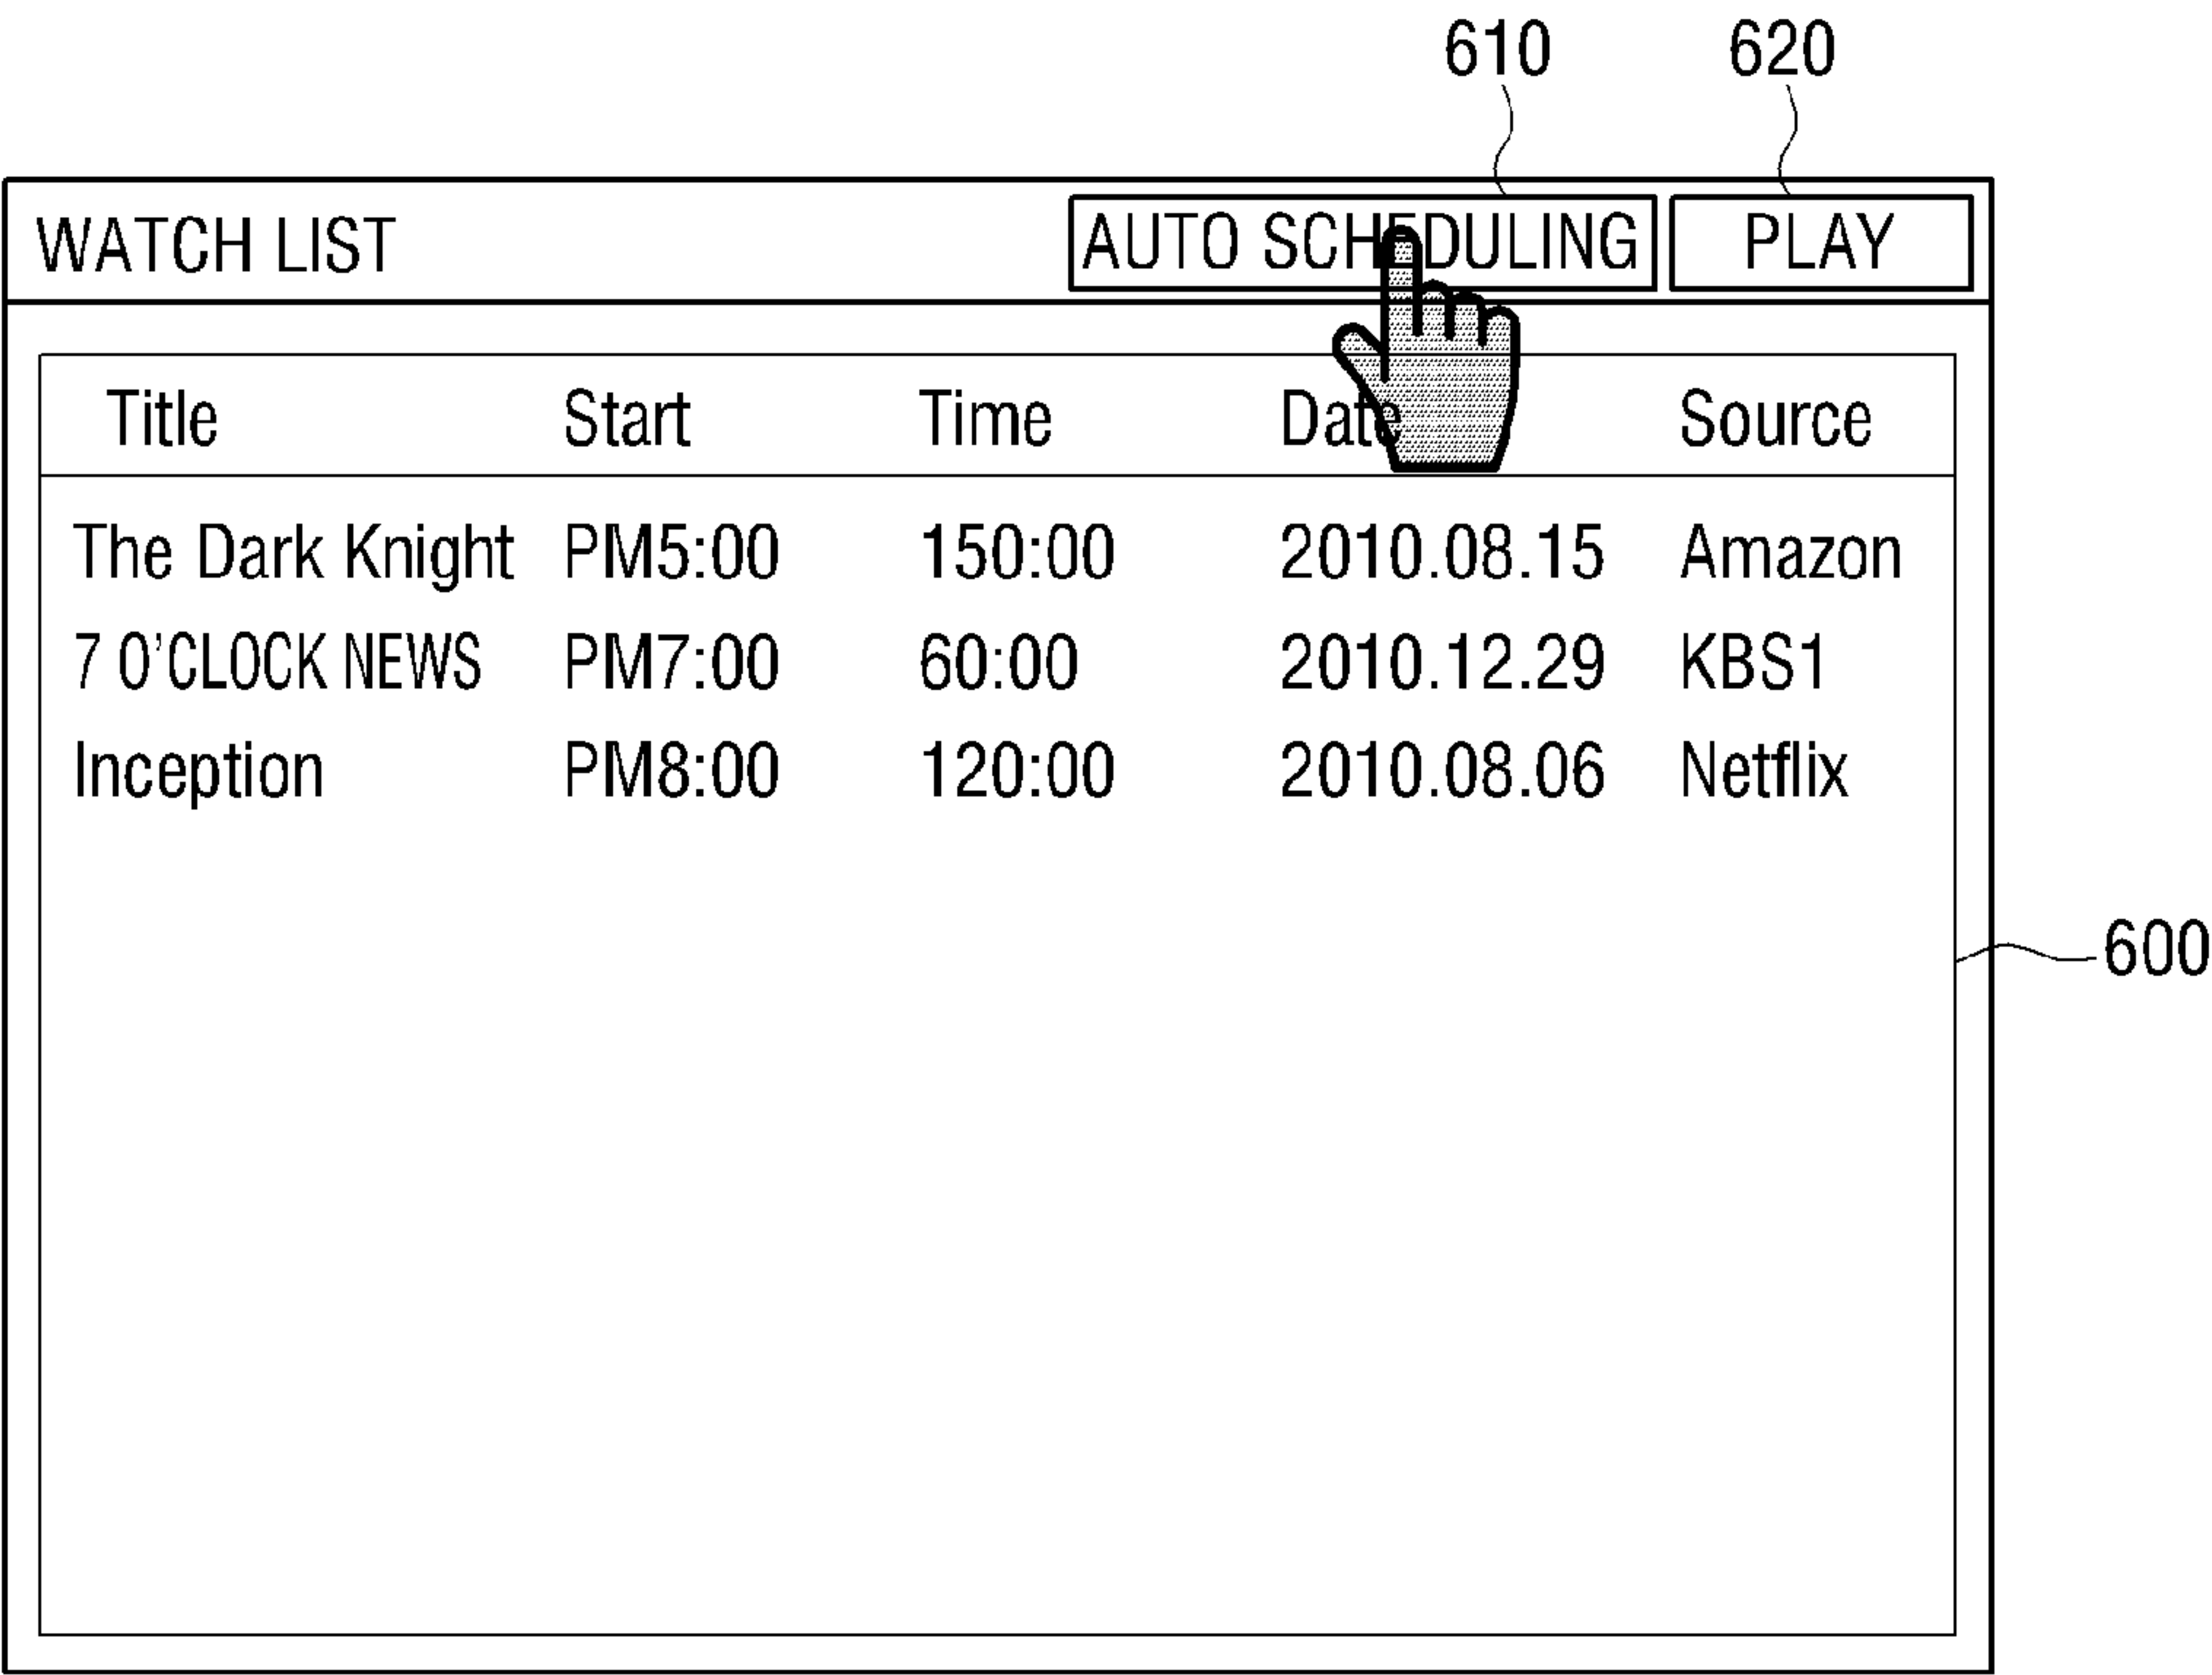 610 620
WATCH LIST AUTO SCHEDULING PLAY
Title Start Time Date Source
The Dark Knight PM5:00 150:00 2010.08.15 Amazon
7 O'CLOCK NEWS PM7:00 60:00 2010.12.29 KBS1
Inception PM8:00 120:00 2010.08.06 Netflix
600